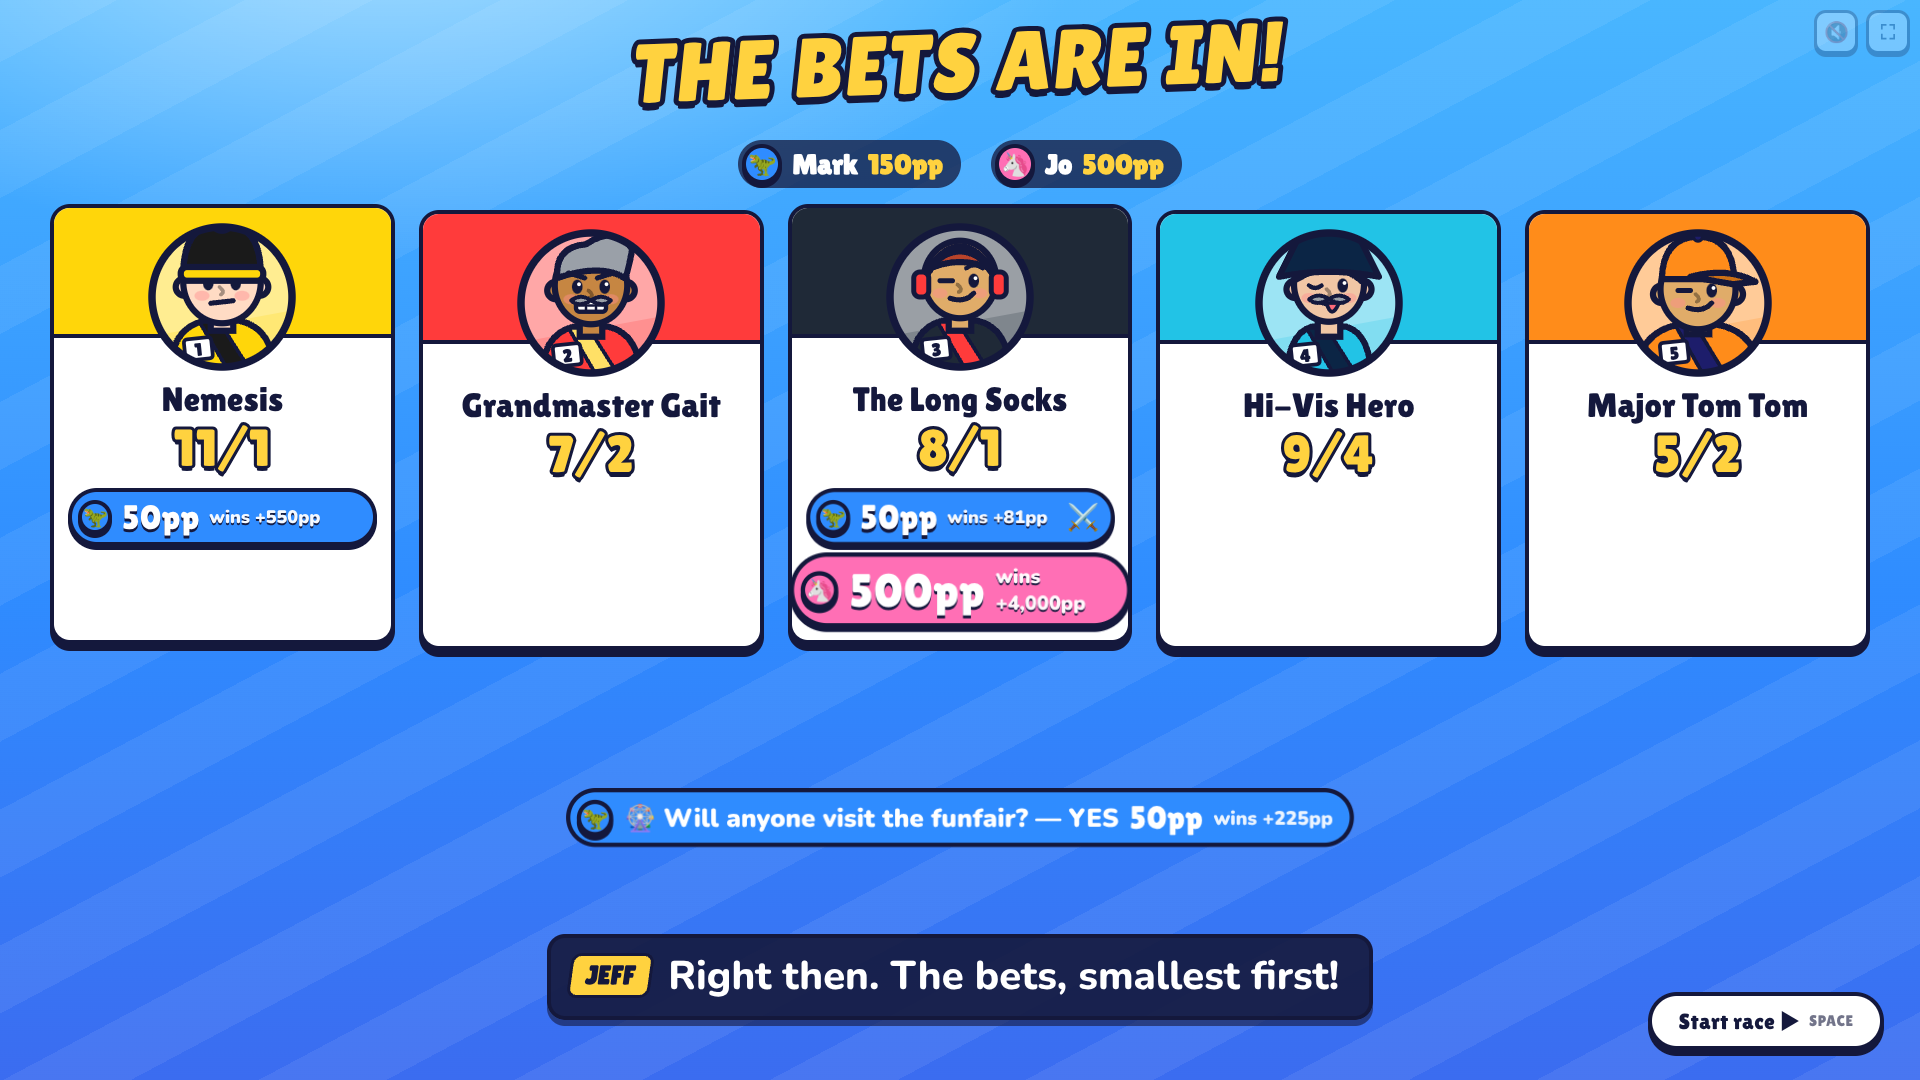 THE BETS ARE IN!
Mark 150pp
Jo 500pp
1
Nemesis
11/1
50pp wins +550pp
2
Grandmaster Gait
7/2
3
The Long Socks
8/1
50pp wins +81pp
500pp wins
+4,000pp
4
Hi-Vis Hero
9/4
5
Major Tom Tom
5/2
Will anyone visit the funfair? — YES 50pp wins +225pp
JEFF Right then. The bets, smallest first!
Start race ▶ SPACE